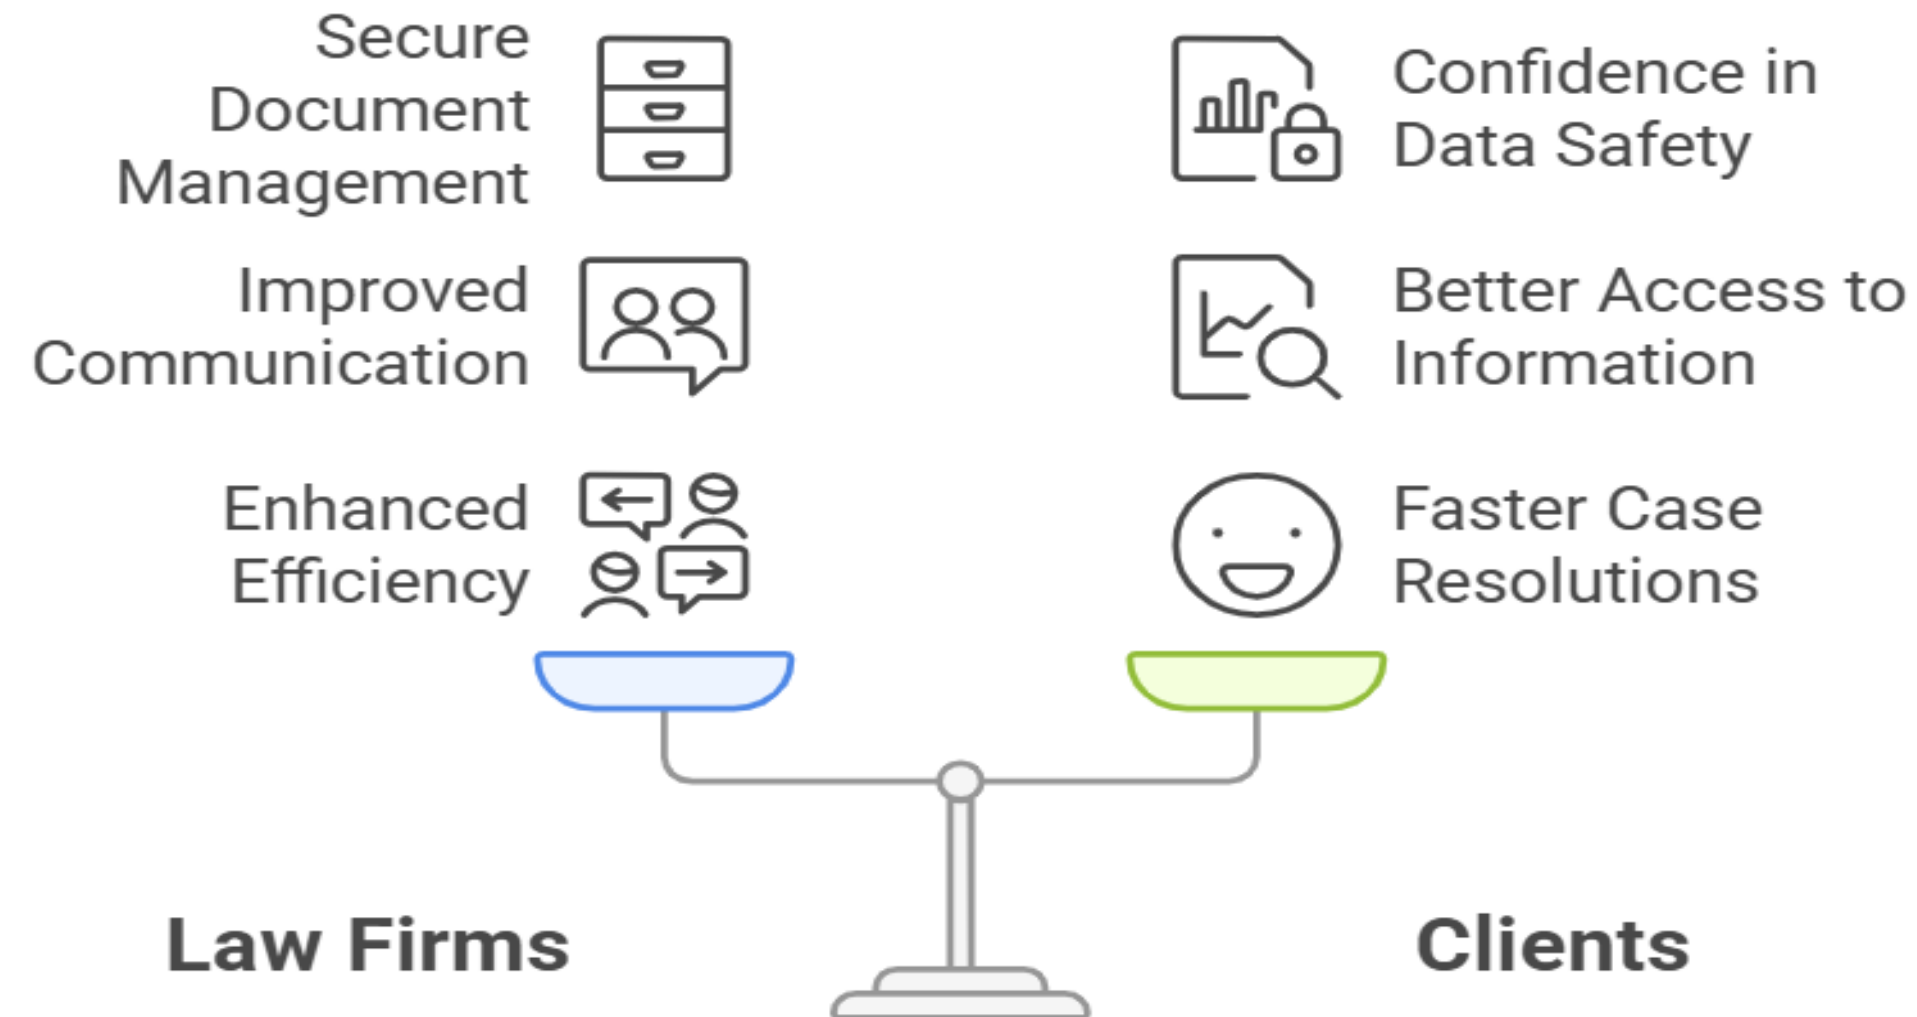 Secure
Document
Management
Improved
Communication
Enhanced
Efficiency
Confidence in
Data Safety
Better Access to
Information
Faster Case
Resolutions
Law Firms
Clients